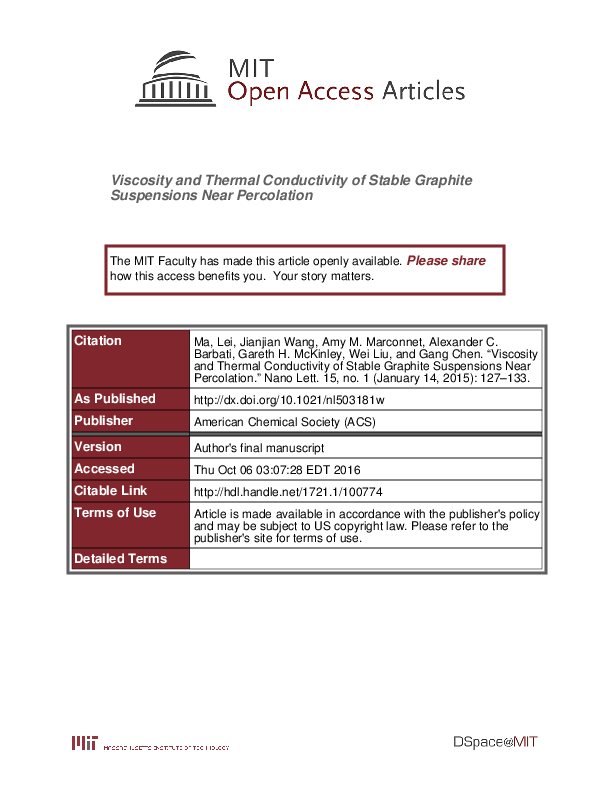 MIT
Open Access Articles
Viscosity and Thermal Conductivity of Stable Graphite
Suspensions Near Percolation
The MIT Faculty has made this article openly available. Please share
how this access benefits you. Your story matters.
Citation
Ma, Lei, Jianjian Wang, Amy M. Marconnet, Alexander C.
Barbati, Gareth H. McKinley, Wei Liu, and Gang Chen. “Viscosity
and Thermal Conductivity of Stable Graphite Suspensions Near
Percolation.” Nano Lett. 15, no. 1 (January 14, 2015): 127–133.
As Published
http://dx.doi.org/10.1021/nl503181w
Publisher
American Chemical Society (ACS)
Version
Author's final manuscript
Accessed
Thu Oct 06 03:07:28 EDT 2016
Citable Link
http://hdl.handle.net/1721.1/100774
Terms of Use
Article is made available in accordance with the publisher's policy
and may be subject to US copyright law. Please refer to the
publisher's site for terms of use.
Detailed Terms
MIT MASSACHUSETTS INSTITUTE OF TECHNOLOGY
DSpace@MIT